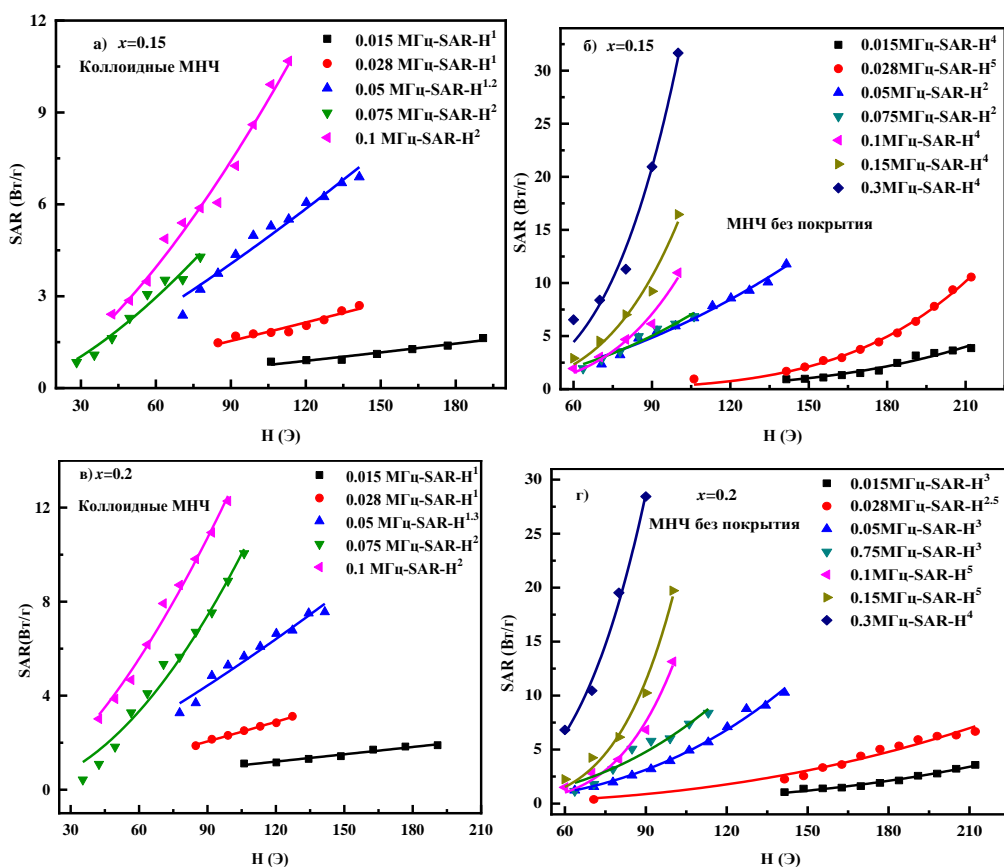 а) x=0.15
Коллоидные МНЧ
0.015 МГц-SAR-H¹
0.028 МГц-SAR-H¹
0.05 МГц-SAR-H¹·²
0.075 МГц-SAR-H²
0.1 МГц-SAR-H²
SAR (Вт/г)
12
9
6
3
0
30 60 90 120 150 180
H (Э)
б) x=0.15
0.015МГц-SAR-H⁴
0.028МГц-SAR-H⁵
0.05МГц-SAR-H²
0.075МГц-SAR-H²
0.1МГц-SAR-H⁴
0.15МГц-SAR-H⁴
0.3МГц-SAR-H⁴
МНЧ без покрытия
SAR (Вт/г)
30
25
20
15
10
5
0
60 90 120 150 180 210
H (Э)
в) x=0.2
Коллоидные МНЧ
0.015 МГц-SAR-H¹
0.028 МГц-SAR-H¹
0.05 МГц-SAR-H¹·³
0.075 МГц-SAR-H²
0.1 МГц-SAR-H²
SAR(Вт/г)
12
8
4
0
30 60 90 120 150 180 210
H (Э)
г) x=0.2
МНЧ без покрытия
0.015МГц-SAR-H³
0.028МГц-SAR-H²·⁵
0.05МГц-SAR-H³
0.75МГц-SAR-H³
0.1МГц-SAR-H⁵
0.15МГц-SAR-H⁵
0.3МГц-SAR-H⁴
SAR (Вт/г)
30
25
20
15
10
5
0
60 90 120 150 180 210
H (Э)